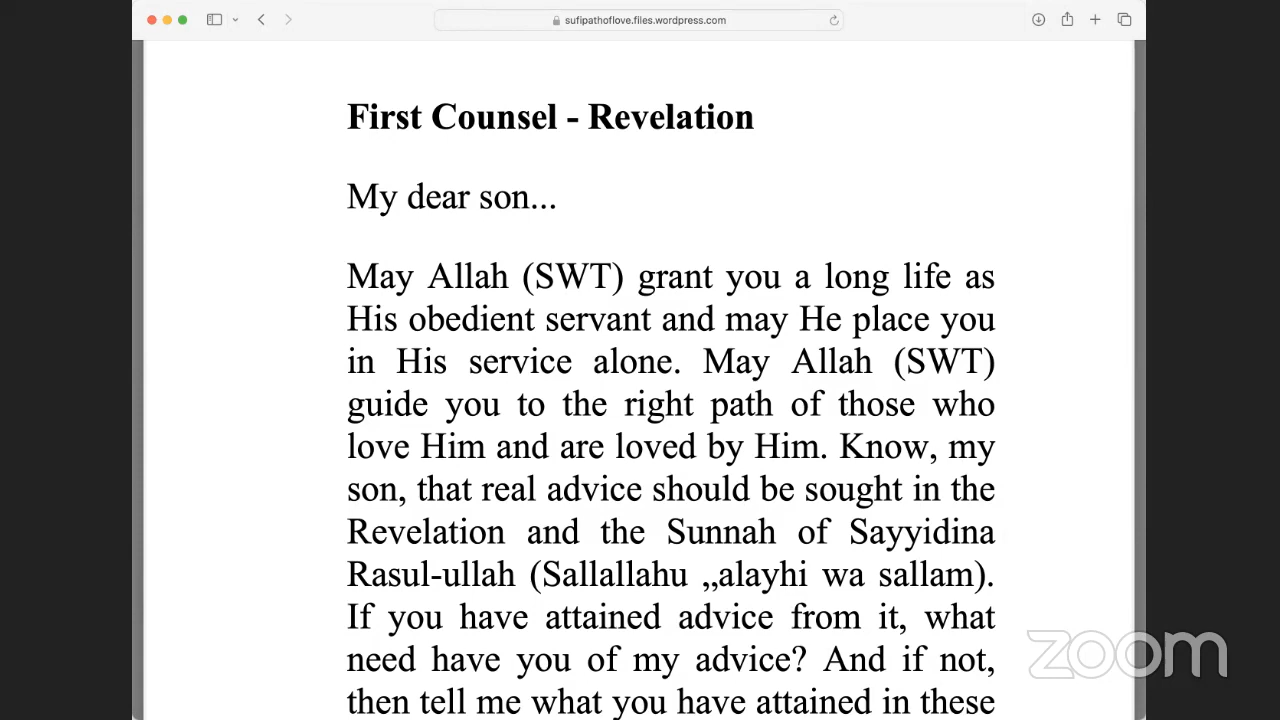 sufipathoflove.files.wordpress.com
First Counsel - Revelation
My dear son...
May Allah (SWT) grant you a long life as
His obedient servant and may He place you
in His service alone. May Allah (SWT)
guide you to the right path of those who
love Him and are loved by Him. Know, my
son, that real advice should be sought in the
Revelation and the Sunnah of Sayyidina
Rasul-ullah (Sallallahu „alayhi wa sallam).
If you have attained advice from it, what
need have you of my advice? And if not,
then tell me what you have attained in these
zoom